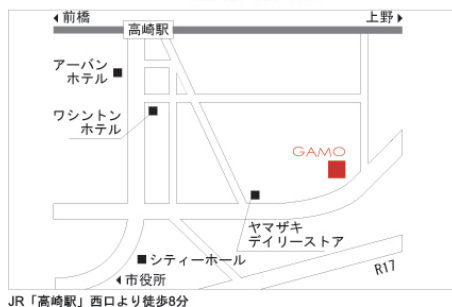 前橋
上野
高崎駅
アーバン
ホテル
ワシントン
ホテル
GAMO
ヤマザキ
デイリーストア
シティーホール
市役所
R17
JR「高崎駅」西口より徒歩8分